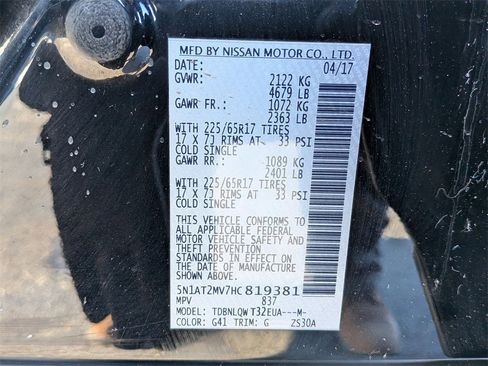 MFD BY NISSAN MOTOR CO., LTD.
DATE: 04/17
GVWR: 2122 KG
4679 LB
GAWR FR.: 1072 KG
2363 LB
WITH 225/65R17 TIRES
17 X 7J RIMS AT 33 PSI
COLD SINGLE
GAWR RR.: 1089 KG
2401 LB
WITH 225/65R17 TIRES
17 X 7J RIMS AT 33 PSI
COLD SINGLE
THIS VEHICLE CONFORMS TO
ALL APPLICABLE FEDERAL
MOTOR VEHICLE SAFETY AND
THEFT PREVENTION
STANDARDS IN EFFECT ON
THE DATE OF MANUFACTURE
SHOWN ABOVE.
5N1AT2MV7HC819381
MPV 837
MODEL: TDBNLQW T32EUA---M-
COLOR: G41 TRIM: G ZS30A